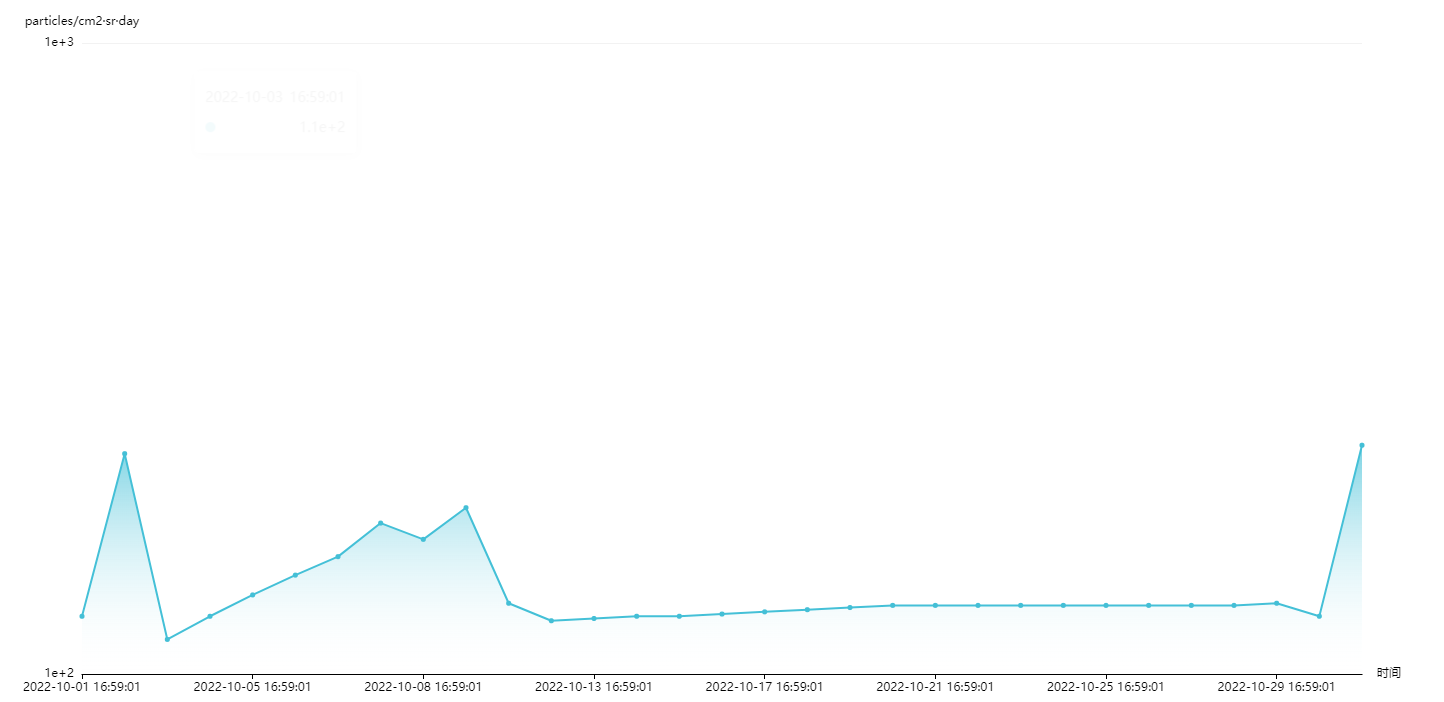 particles/cm2·sr·day
1e+3
2022-10-03 16:59:01
1.1e+2
1e+2
时间
2022-10-01 16:59:01
2022-10-05 16:59:01
2022-10-08 16:59:01
2022-10-13 16:59:01
2022-10-17 16:59:01
2022-10-21 16:59:01
2022-10-25 16:59:01
2022-10-29 16:59:01